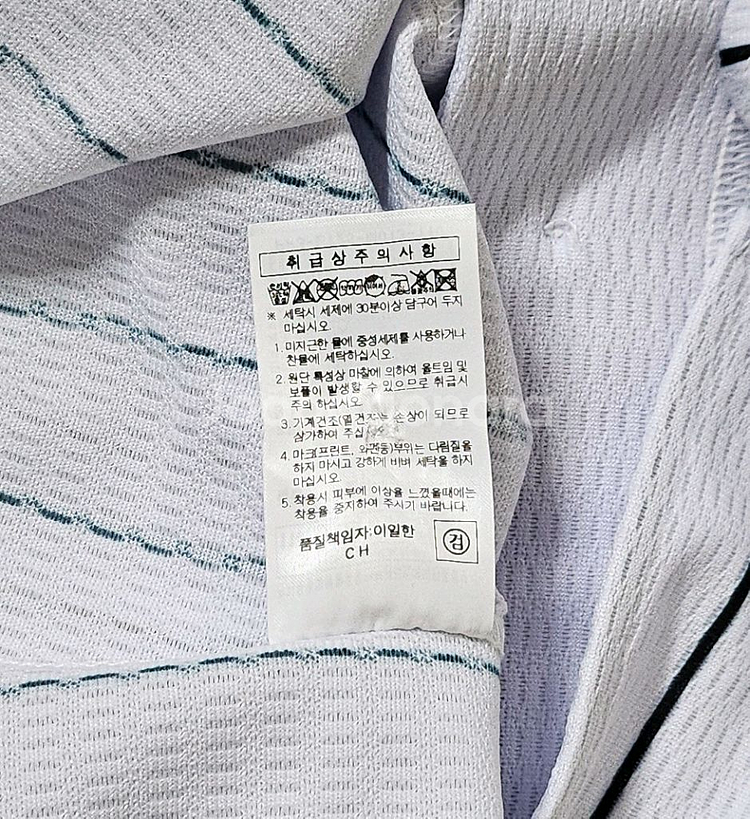 취급상주의사항
※ 세탁시 세제에 30분이상 담구어 두지
마십시오.
1. 미지근한 물에 중성세제를 사용하거나
찬물에 세탁하십시오.
2. 원단 특성상 마찰에 의하여 올트임 및
보풀이 발생할 수 있으므로 취급시
주의 하십시오.
3. 기계건조(열건조)는 손상이 되므로
삼가하여 주십
4. 마크(프린트, 와펜등)부위는 다림질을
하지 마시고 강하게 비벼 세탁을 하지
마십시오.
5. 착용시 피부에 이상을 느꼈을때에는
착용을 중지하여 주시기 바랍니다.
품질책임자:이일한
CH
검